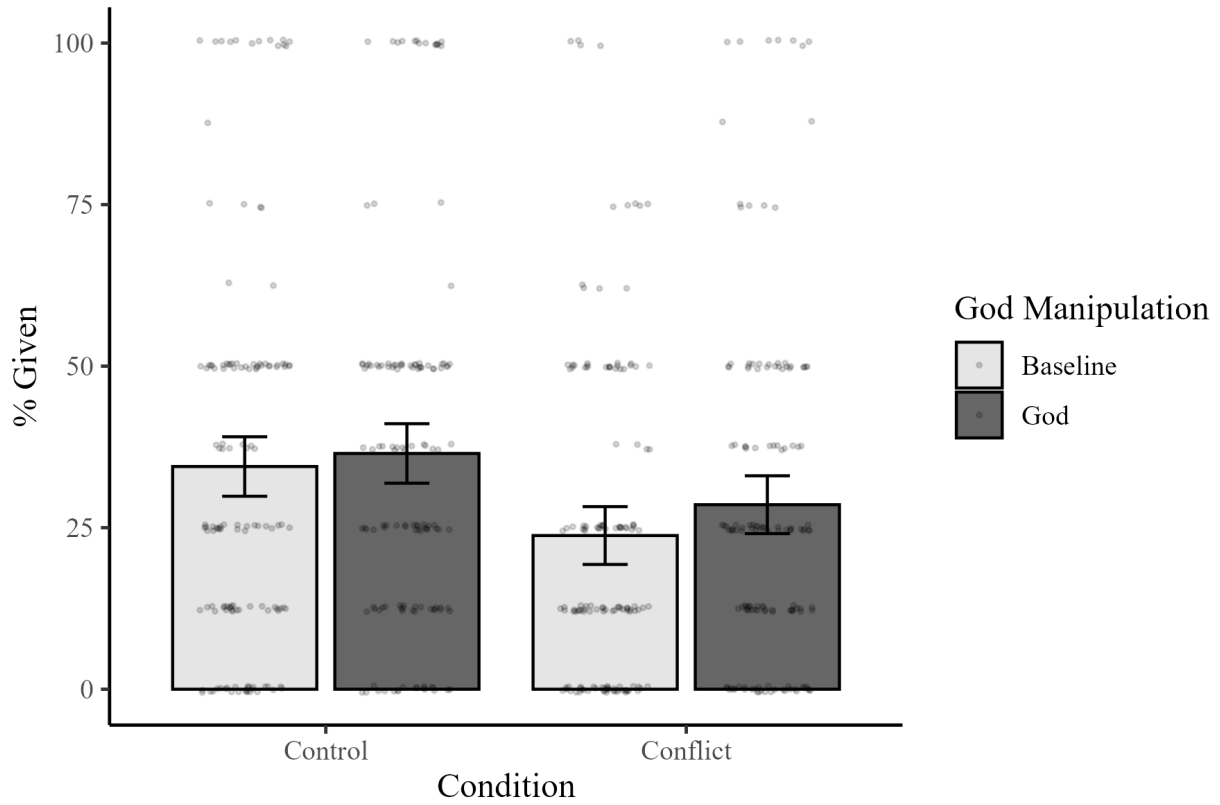 100
75
50
25
0
% Given
Control
Conflict
Condition
God Manipulation
Baseline
God